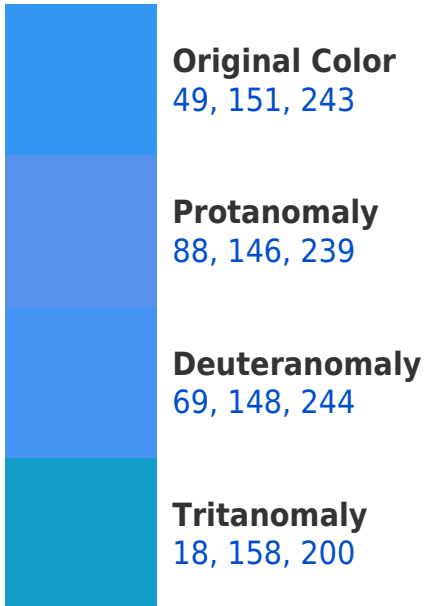 Original Color
49, 151, 243
Protanomaly
88, 146, 239
Deuteranomaly
69, 148, 244
Tritanomaly
18, 158, 200